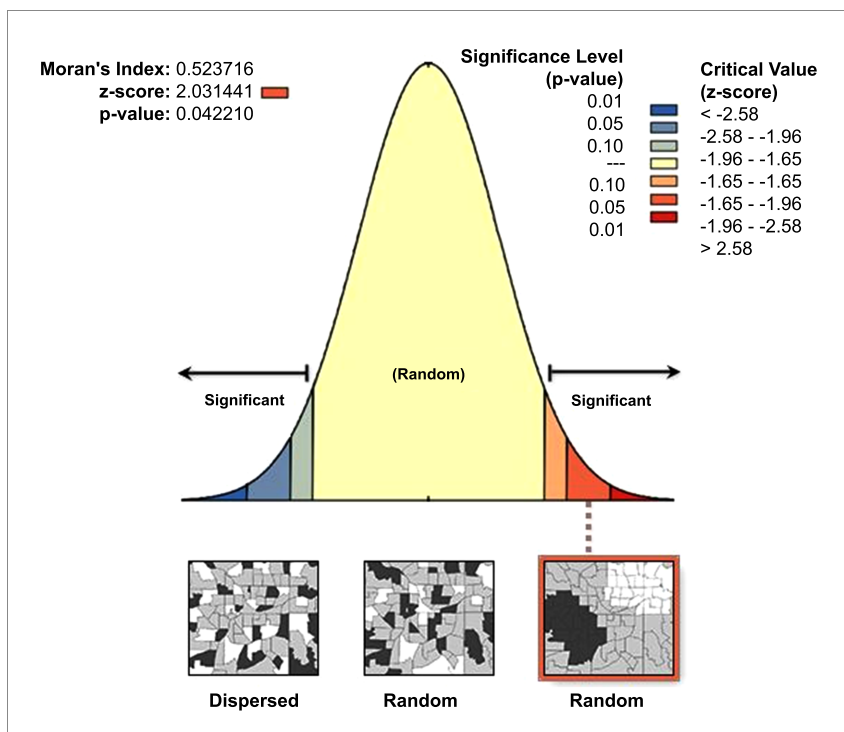 Moran's Index: 0.523716
z-score: 2.031441
p-value: 0.042210
Significance Level
(p-value)
0.01
0.05
0.10
---
0.10
0.05
0.01
Critical Value
(z-score)
< -2.58
-2.58 - -1.96
-1.96 - -1.65
-1.65 - -1.65
-1.65 - -1.96
-1.96 - -2.58
> 2.58
(Random)
Significant
Significant
Dispersed
Random
Random